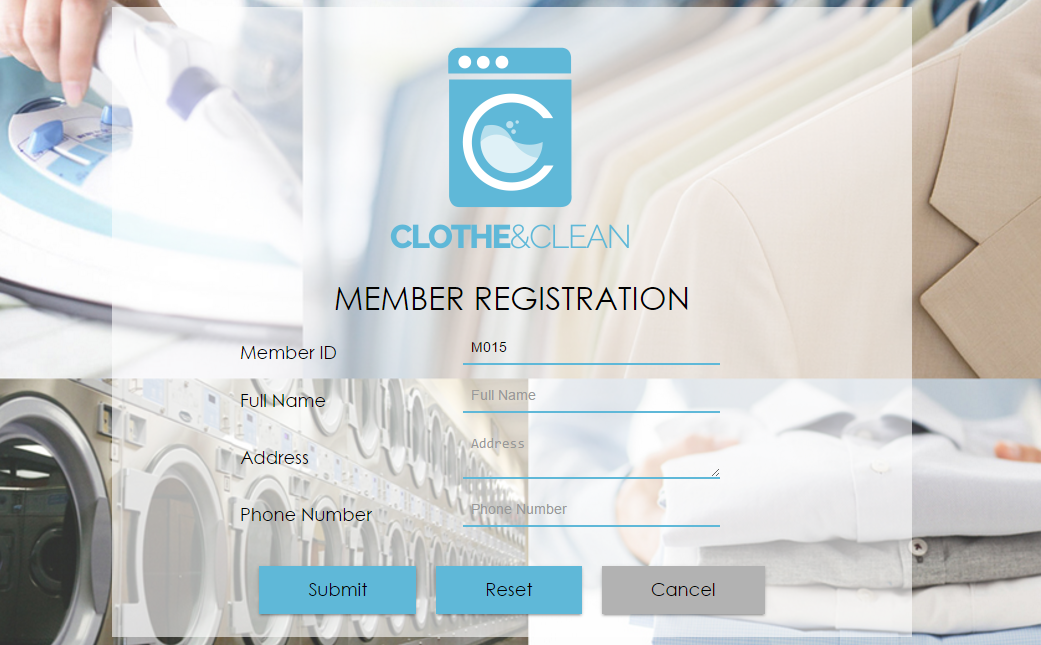 CLOTHE&CLEAN
MEMBER REGISTRATION
Member ID M015
Full Name Full Name
Address Address
Phone Number Phone Number
Submit Reset Cancel